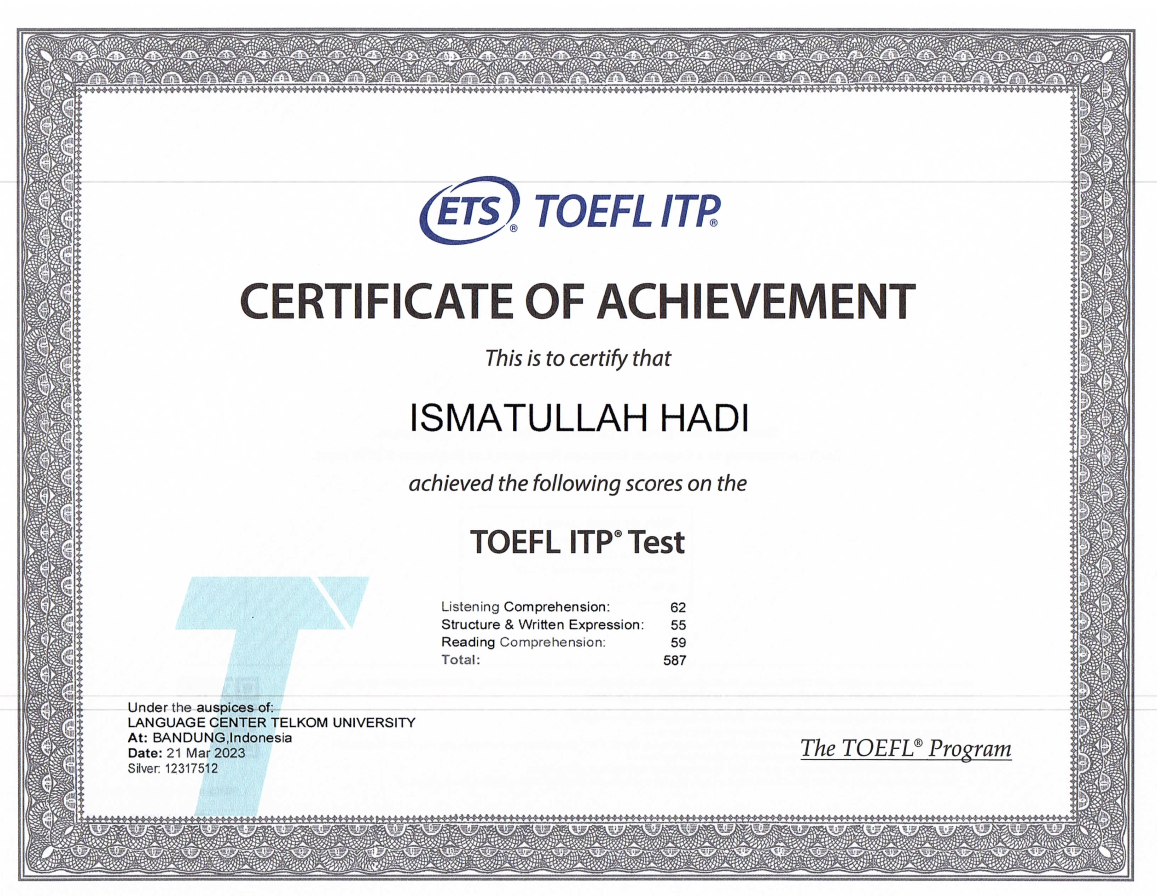 ETS® TOEFL ITP®
CERTIFICATE OF ACHIEVEMENT
This is to certify that
ISMATULLAH HADI
achieved the following scores on the
TOEFL ITP® Test
Listening Comprehension: 62
Structure & Written Expression: 55
Reading Comprehension: 59
Total: 587
Under the auspices of:
LANGUAGE CENTER TELKOM UNIVERSITY
At: BANDUNG,Indonesia
Date: 21 Mar 2023
Silver: 12317512
The TOEFL® Program